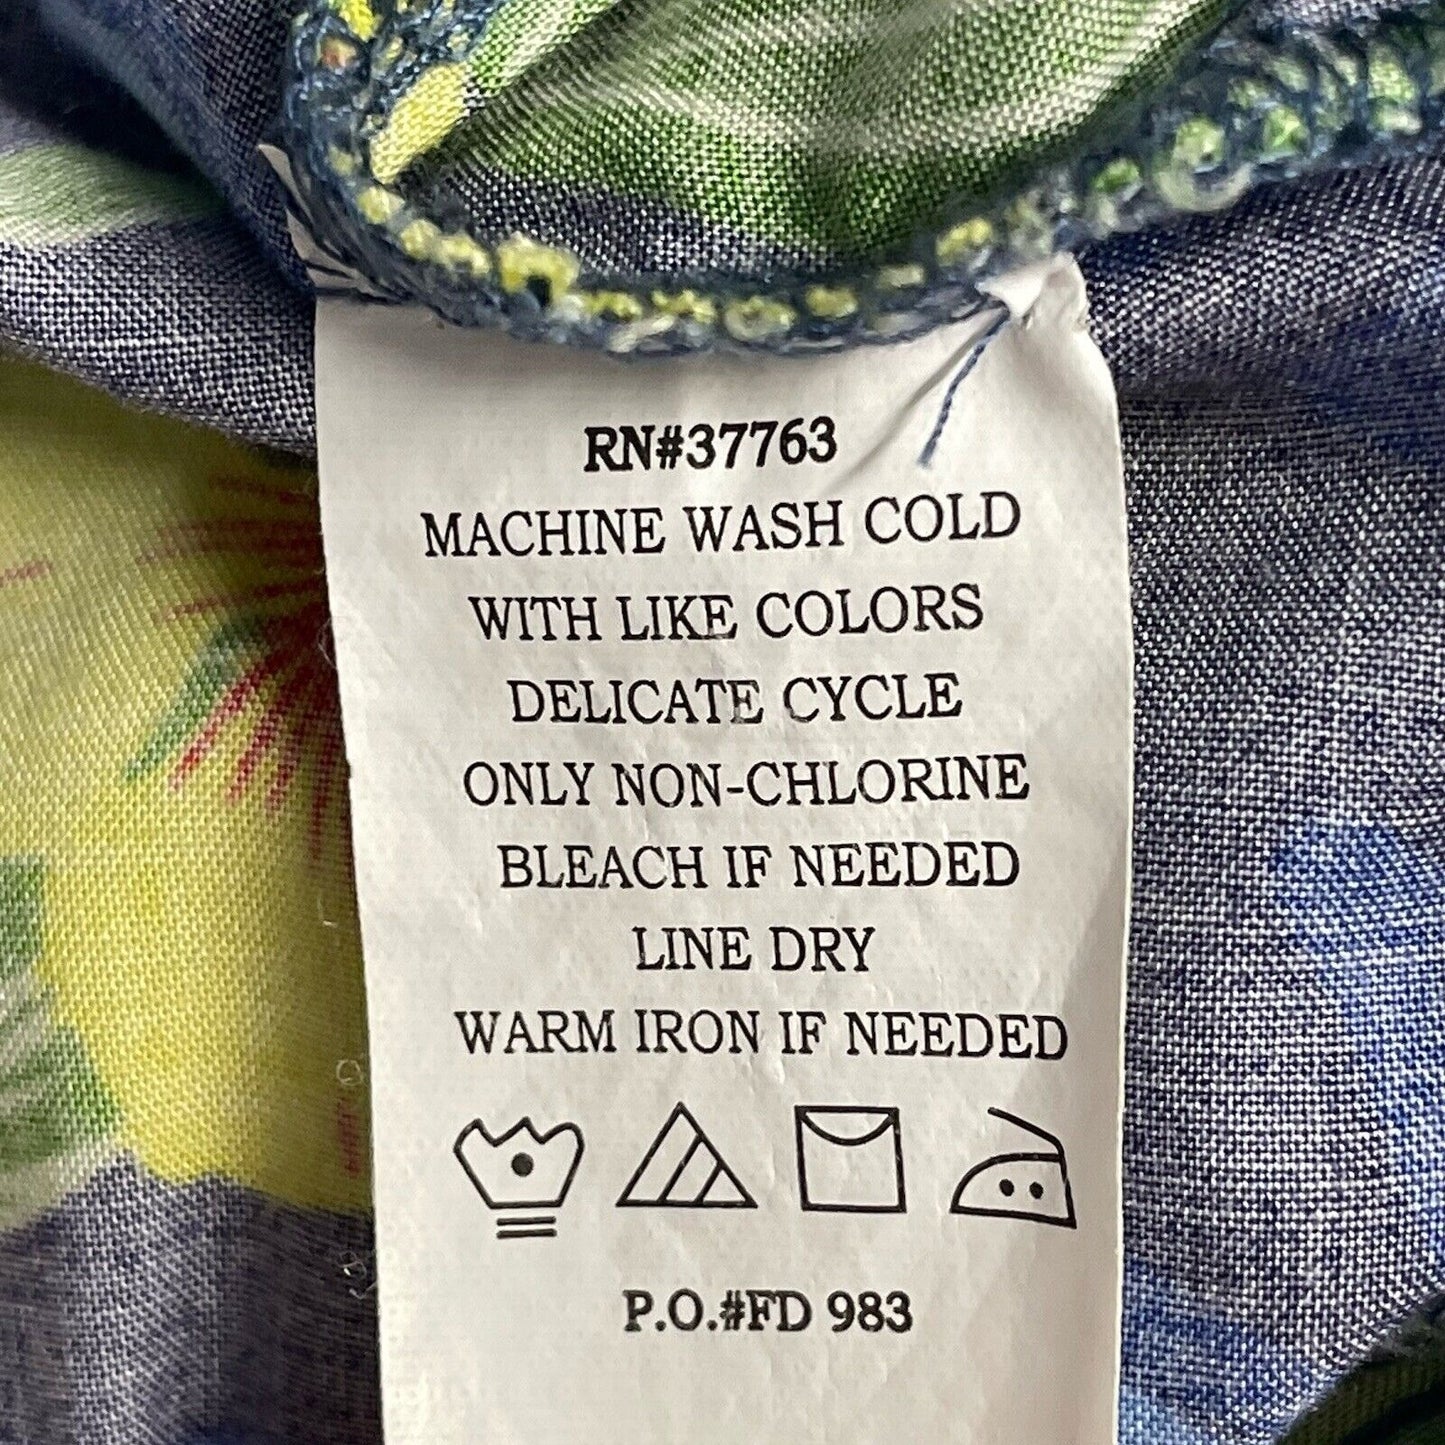 RN#37763
MACHINE WASH COLD
WITH LIKE COLORS
DELICATE CYCLE
ONLY NON-CHLORINE
BLEACH IF NEEDED
LINE DRY
WARM IRON IF NEEDED
P.O.#FD 983